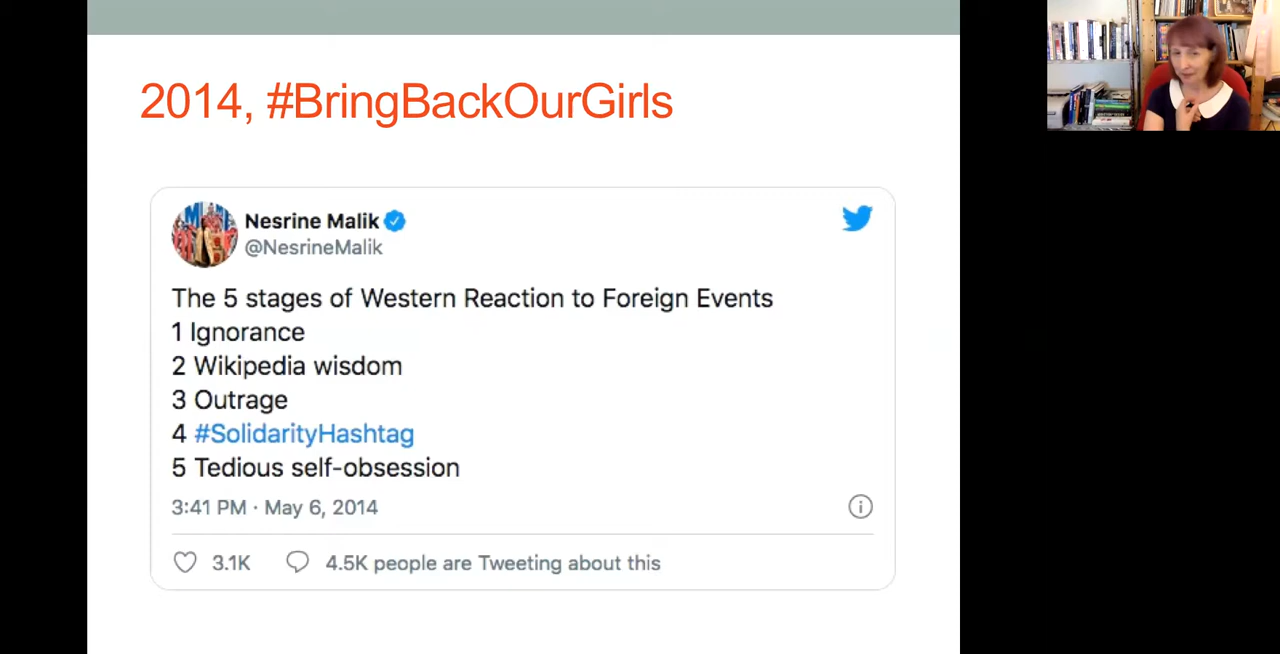 2014, #BringBackOurGirls
Nesrine Malik
@NesrineMalik
The 5 stages of Western Reaction to Foreign Events
1 Ignorance
2 Wikipedia wisdom
3 Outrage
4 #SolidarityHashtag
5 Tedious self-obsession
3:41 PM · May 6, 2014
3.1K 4.5K people are Tweeting about this